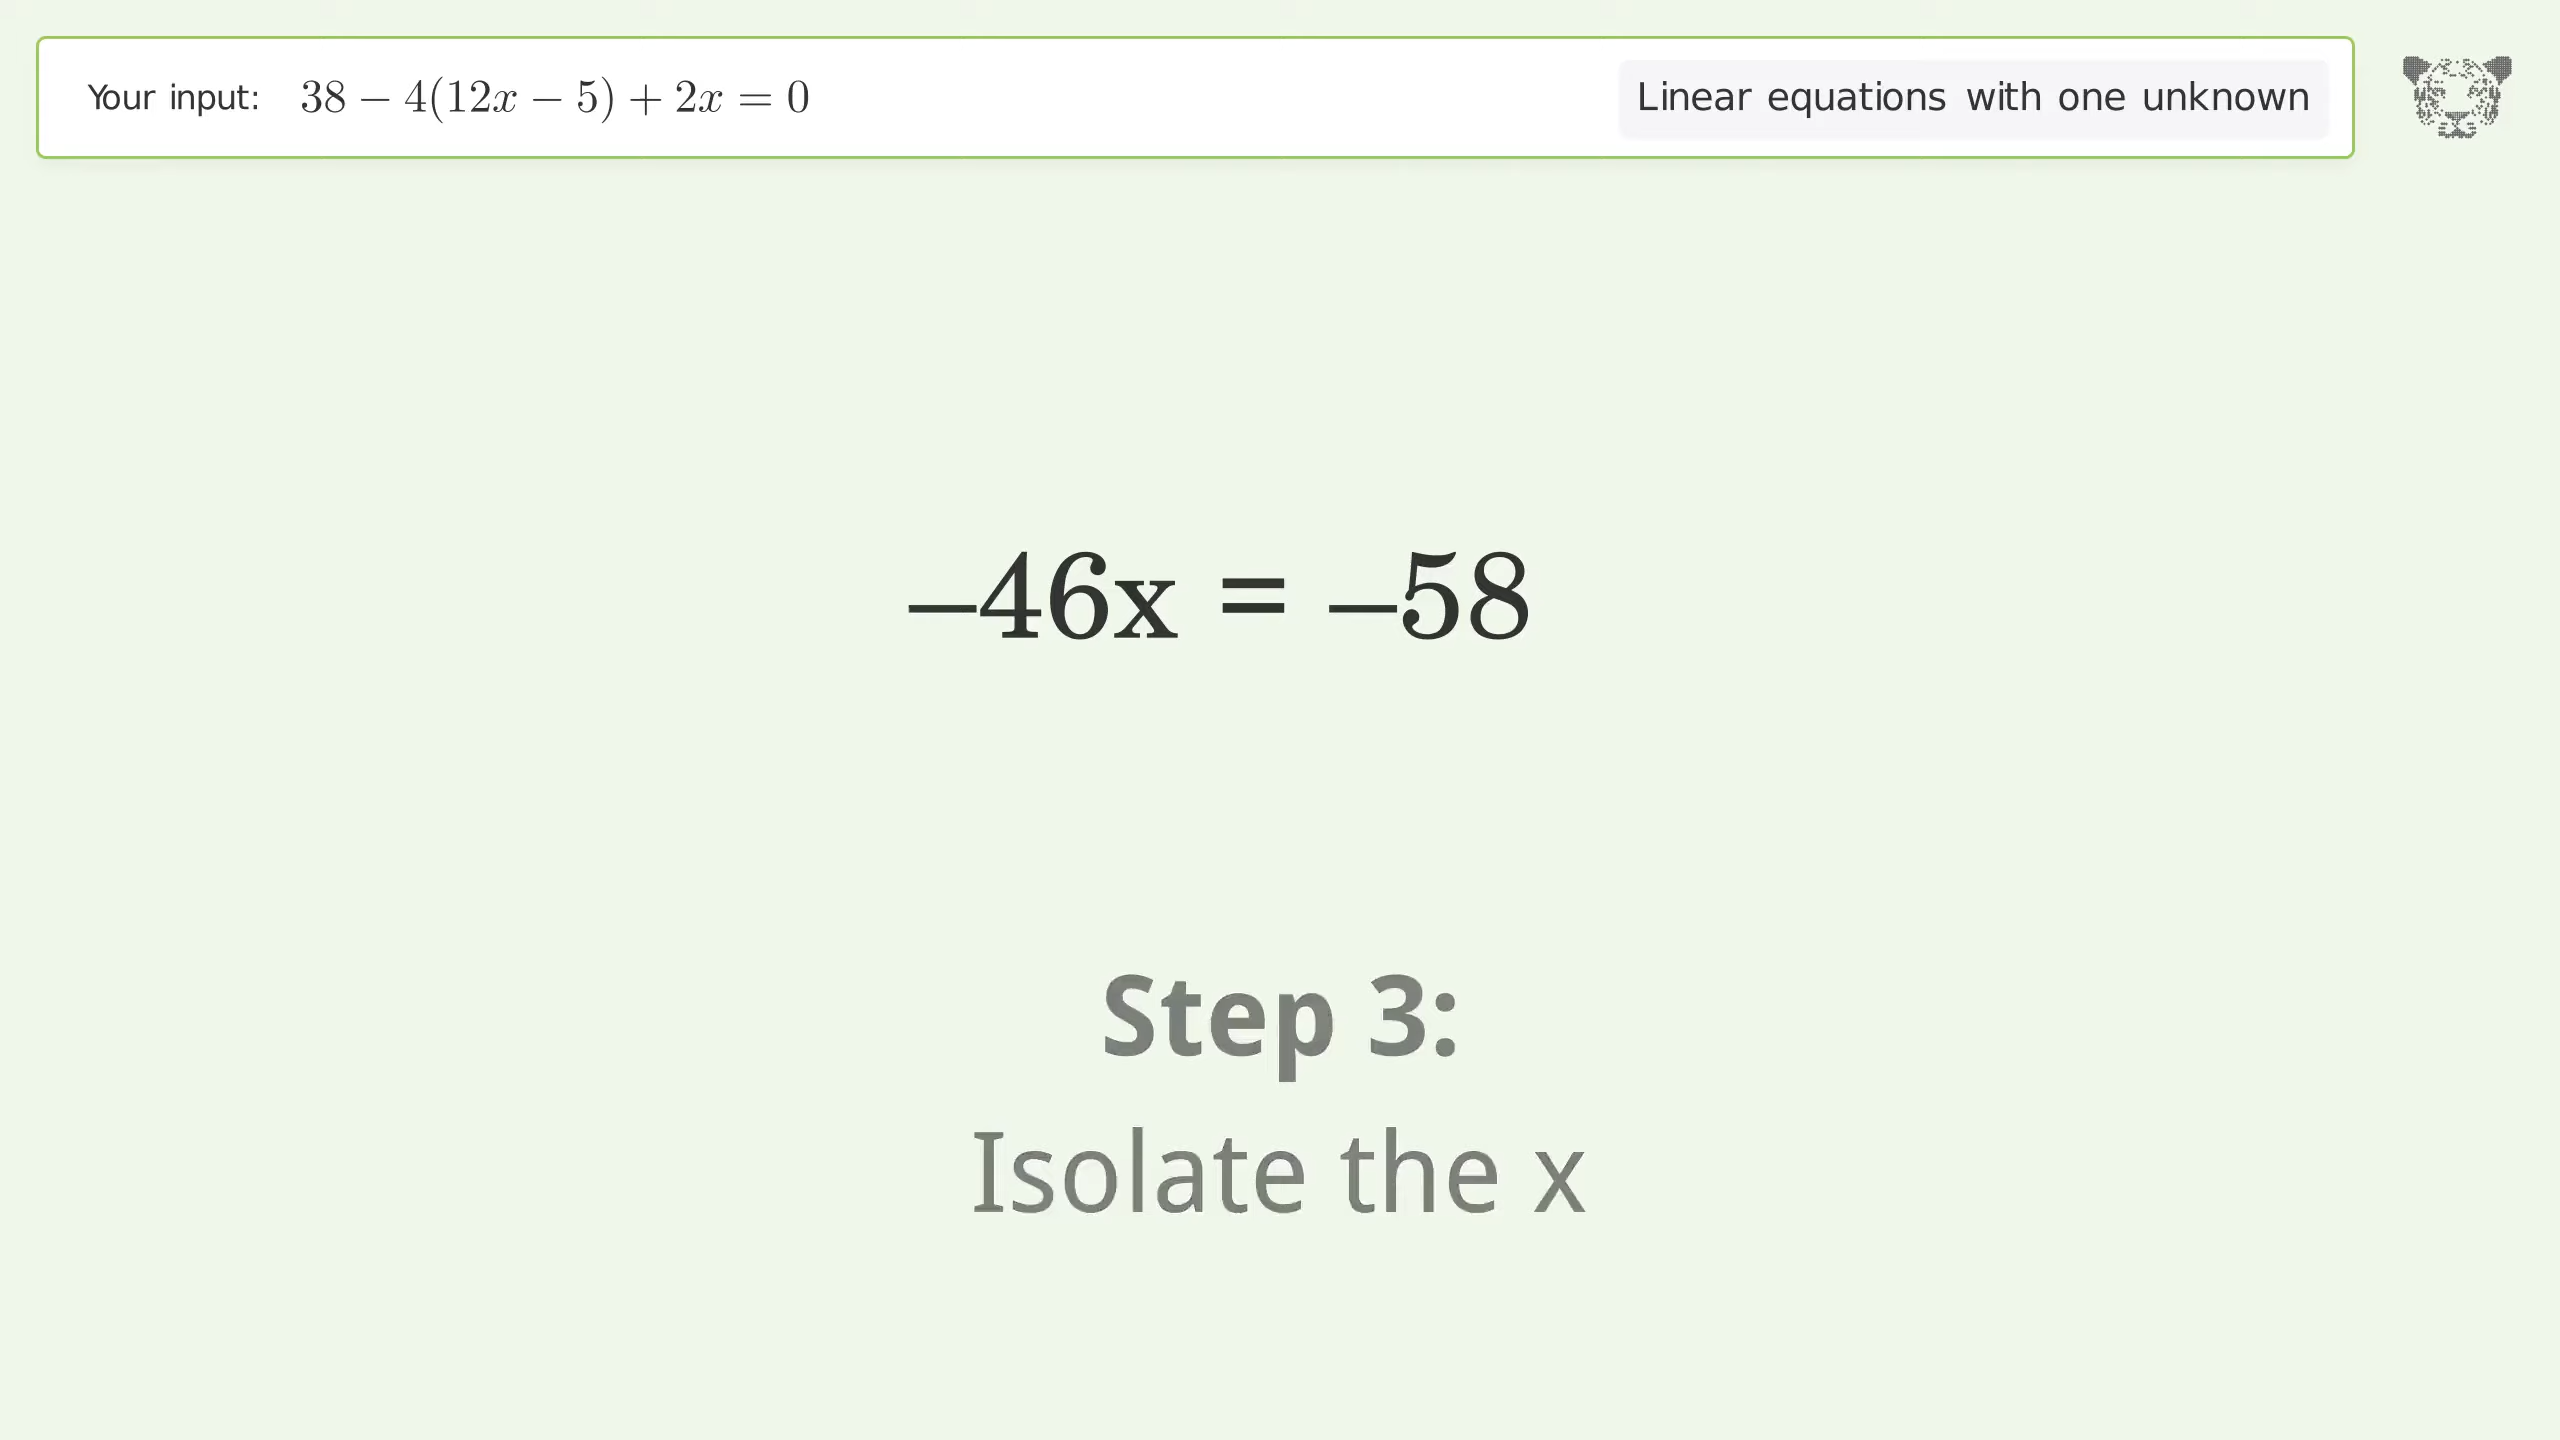 Your input: 38 − 4(12x − 5) + 2x = 0
Linear equations with one unknown
–46x = –58
Step 3:
Isolate the x